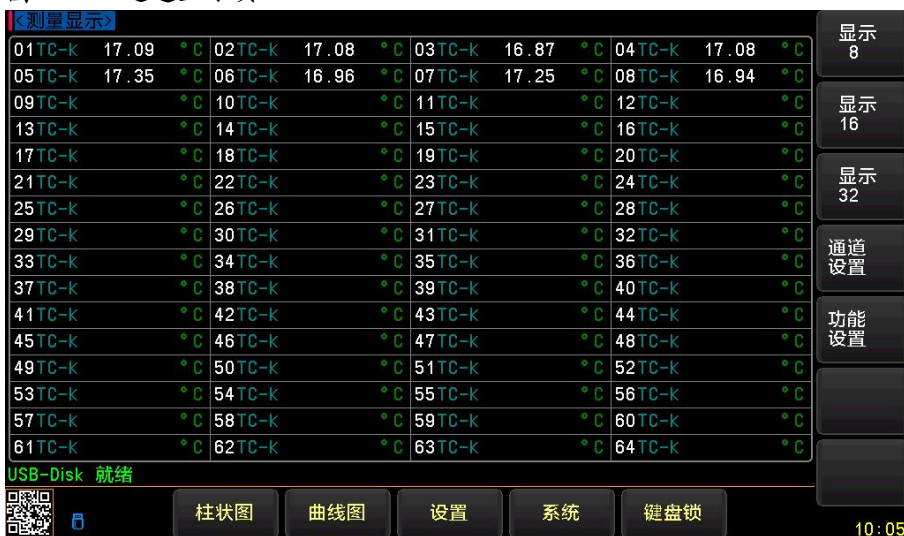 <测量显示>
01TC-K 17.09 °C 02TC-K 17.08 °C 03TC-K 16.87 °C 04TC-K 17.08 °C
05TC-K 17.35 °C 06TC-K 16.96 °C 07TC-K 17.25 °C 08TC-K 16.94 °C
09TC-K °C 10TC-K °C 11TC-K °C 12TC-K °C
13TC-K °C 14TC-K °C 15TC-K °C 16TC-K °C
17TC-K °C 18TC-K °C 19TC-K °C 20TC-K °C
21TC-K °C 22TC-K °C 23TC-K °C 24TC-K °C
25TC-K °C 26TC-K °C 27TC-K °C 28TC-K °C
29TC-K °C 30TC-K °C 31TC-K °C 32TC-K °C
33TC-K °C 34TC-K °C 35TC-K °C 36TC-K °C
37TC-K °C 38TC-K °C 39TC-K °C 40TC-K °C
41TC-K °C 42TC-K °C 43TC-K °C 44TC-K °C
45TC-K °C 46TC-K °C 47TC-K °C 48TC-K °C
49TC-K °C 50TC-K °C 51TC-K °C 52TC-K °C
53TC-K °C 54TC-K °C 55TC-K °C 56TC-K °C
57TC-K °C 58TC-K °C 59TC-K °C 60TC-K °C
61TC-K °C 62TC-K °C 63TC-K °C 64TC-K °C
显示
8
显示
16
显示
32
通道
设置
功能
设置
USB-Disk 就绪
柱状图 曲线图 设置 系统 键盘锁
10:05